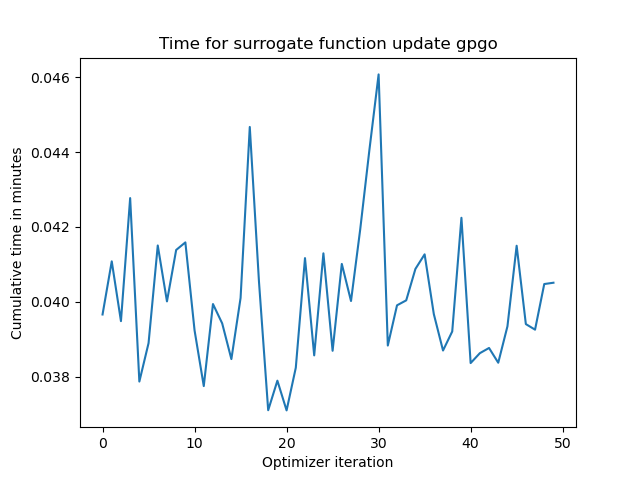 Time for surrogate function update gpgo
0.046
0.044
0.042
0.040
0.038
Cumulative time in minutes
0 10 20 30 40 50
Optimizer iteration